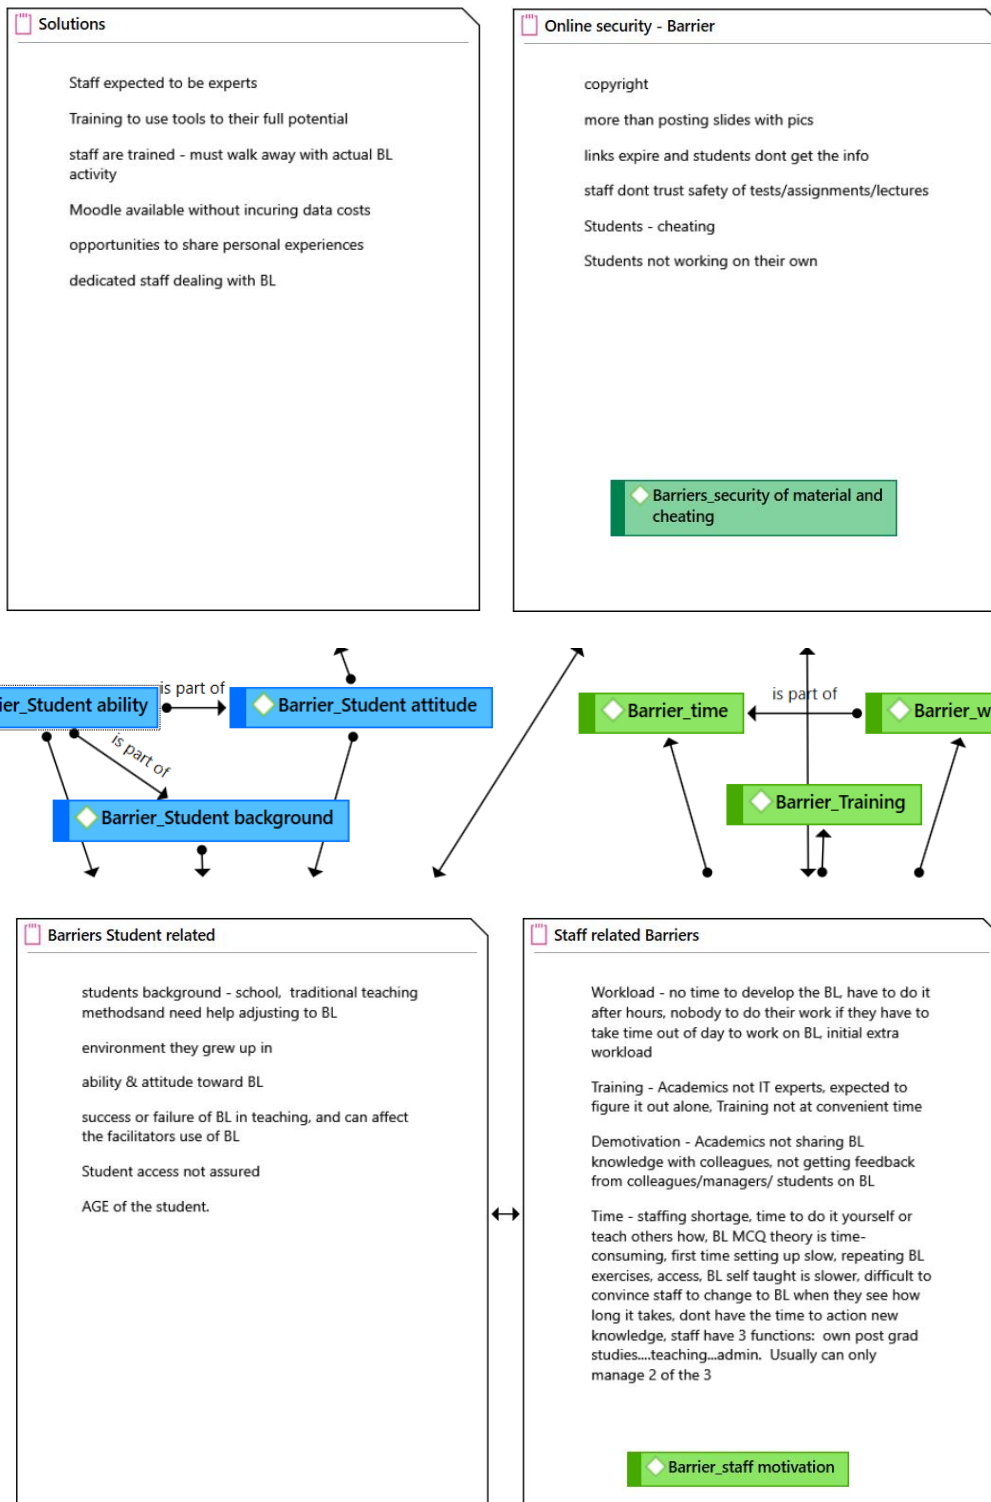 Solutions
Staff expected to be experts
Training to use tools to their full potential
staff are trained - must walk away with actual BL
activity
Moodle available without incuring data costs
opportunities to share personal experiences
dedicated staff dealing with BL
Online security - Barrier
copyright
more than posting slides with pics
links expire and students dont get the info
staff dont trust safety of tests/assignments/lectures
Students - cheating
Students not working on their own
Barriers_security of material and
cheating
ier_Student ability
is part of
Barrier_Student attitude
is part of
Barrier_Student background
Barrier_time
is part of
Barrier_w
Barrier_Training
Barriers Student related
students background - school, traditional teaching
methodsand need help adjusting to BL
environment they grew up in
ability & attitude toward BL
success or failure of BL in teaching, and can affect
the facilitators use of BL
Student access not assured
AGE of the student.
Staff related Barriers
Workload - no time to develop the BL, have to do it
after hours, nobody to do their work if they have to
take time out of day to work on BL, initial extra
workload
Training - Academics not IT experts, expected to
figure it out alone, Training not at convenient time
Demotivation - Academics not sharing BL
knowledge with colleagues, not getting feedback
from colleagues/managers/ students on BL
Time - staffing shortage, time to do it yourself or
teach others how, BL MCQ theory is time-
consuming, first time setting up slow, repeating BL
exercises, access, BL self taught is slower, difficult to
convince staff to change to BL when they see how
long it takes, dont have the time to action new
knowledge, staff have 3 functions: own post grad
studies....teaching...admin. Usually can only
manage 2 of the 3
Barrier_staff motivation